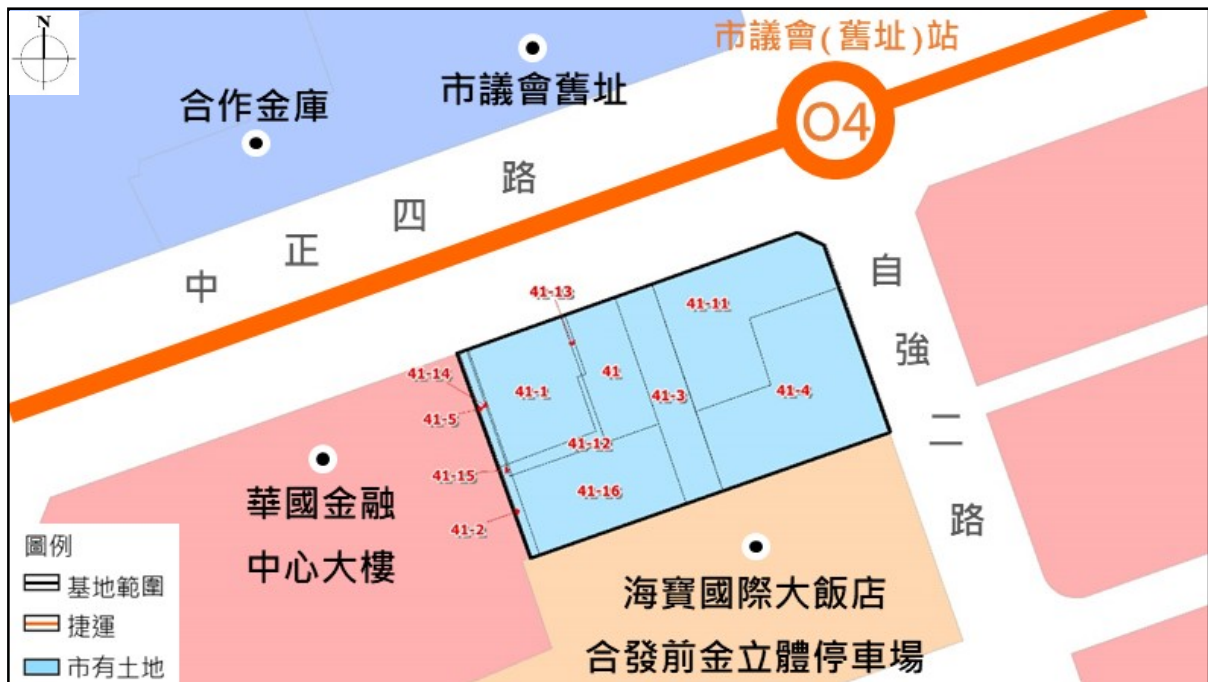 N
市議會(舊址)站
O4
市議會舊址
合作金庫
中正四路
自強二路
41-13
41-11
41-14
41-1
41
41-3
41-4
41-5
41-12
41-15
41-16
41-2
華國金融
中心大樓
海寶國際大飯店
合發前金立體停車場
圖例
基地範圍
捷運
市有土地